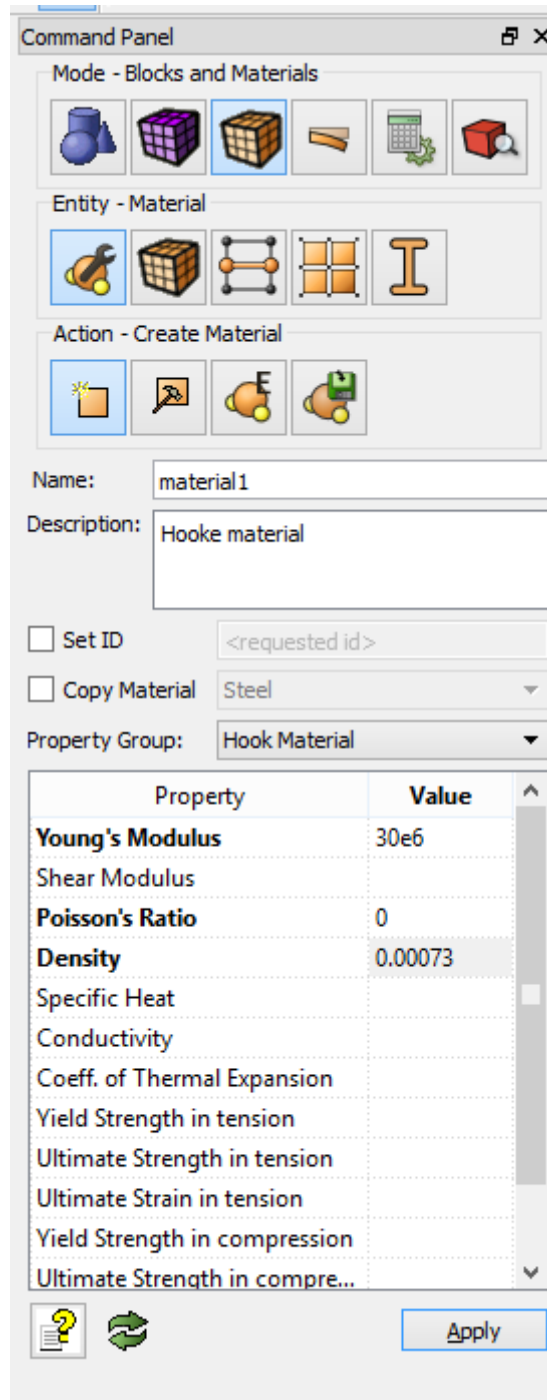 Command Panel
Mode - Blocks and Materials
Entity - Material
Action - Create Material
E
Name: material1
Description: Hooke material
Set ID <requested id>
Copy Material Steel
Property Group: Hook Material
Property Value
Young's Modulus 30e6
Shear Modulus
Poisson's Ratio 0
Density 0.00073
Specific Heat
Conductivity
Coeff. of Thermal Expansion
Yield Strength in tension
Ultimate Strength in tension
Ultimate Strain in tension
Yield Strength in compression
Ultimate Strength in compre...
Apply